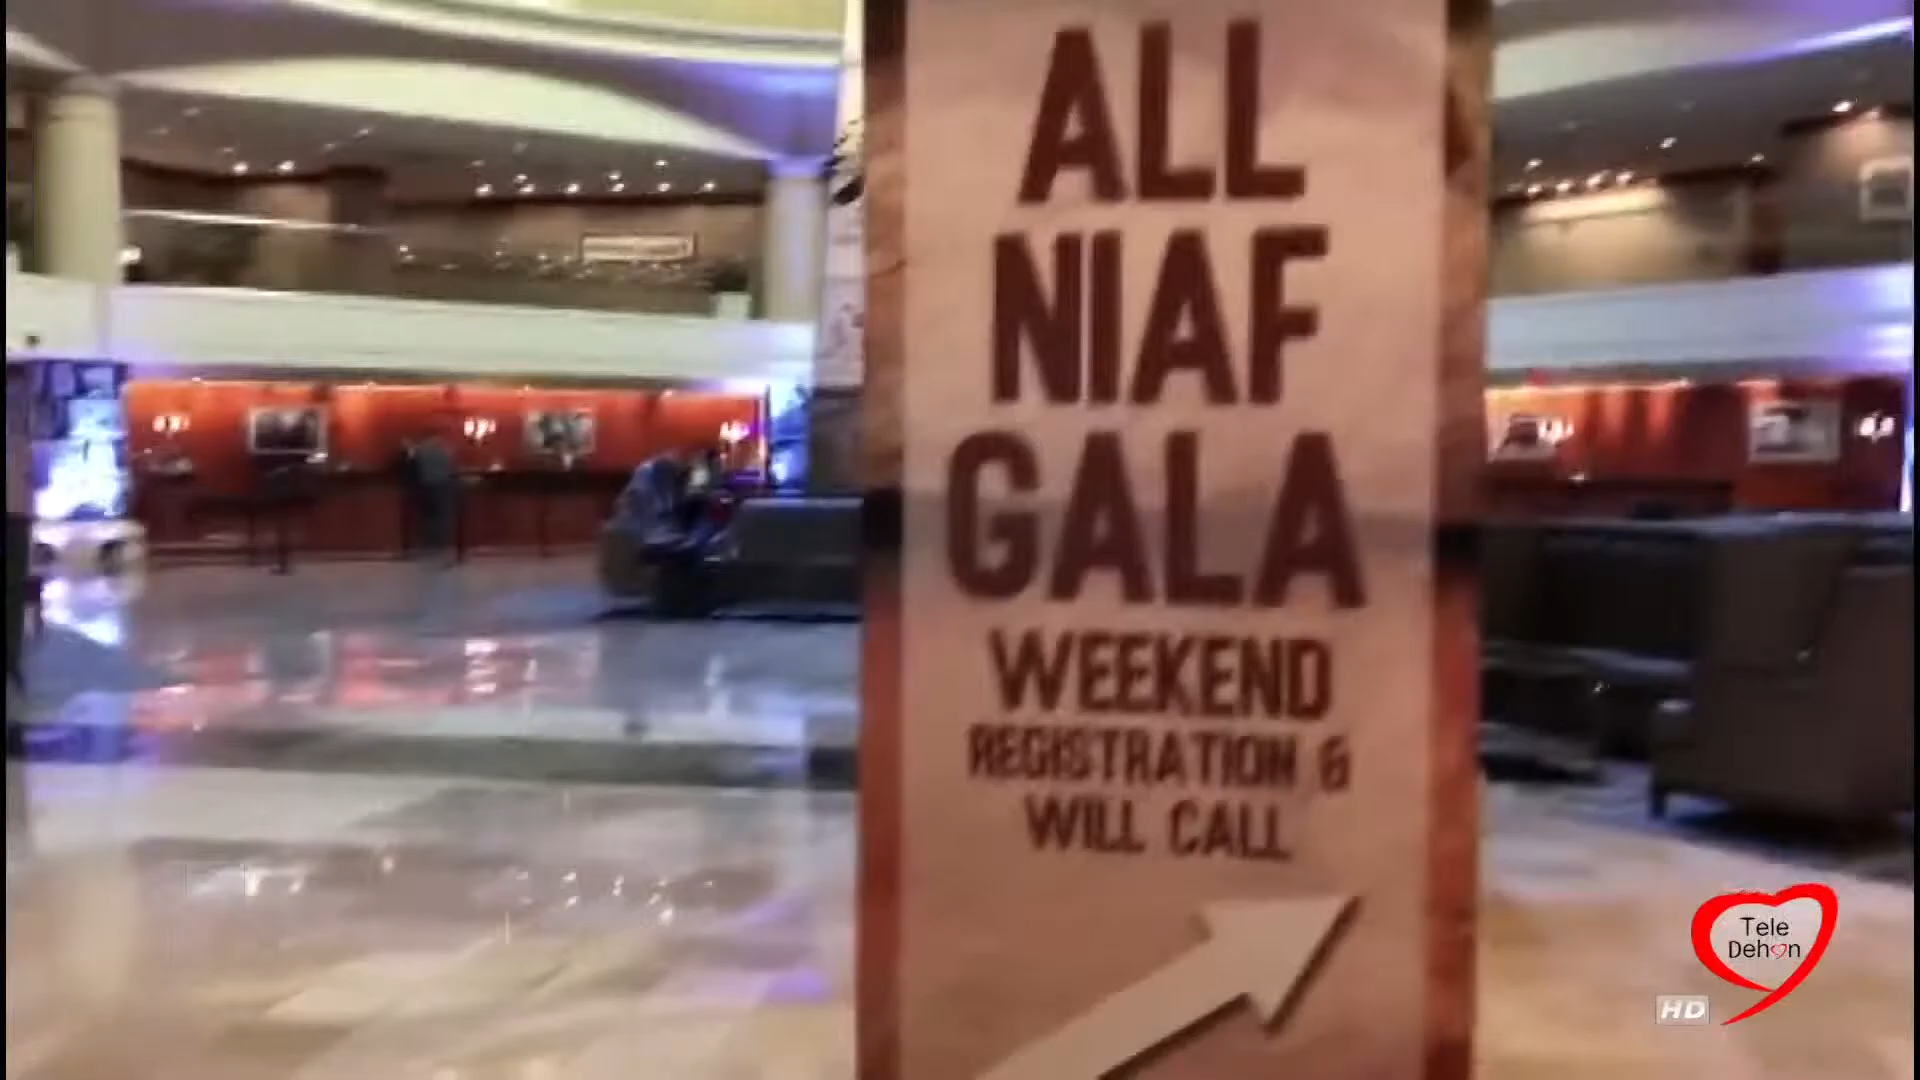 ALL
NIAF
GALA
WEEKEND
REGISTRATION &
WILL CALL
Tele
Dehon
HD